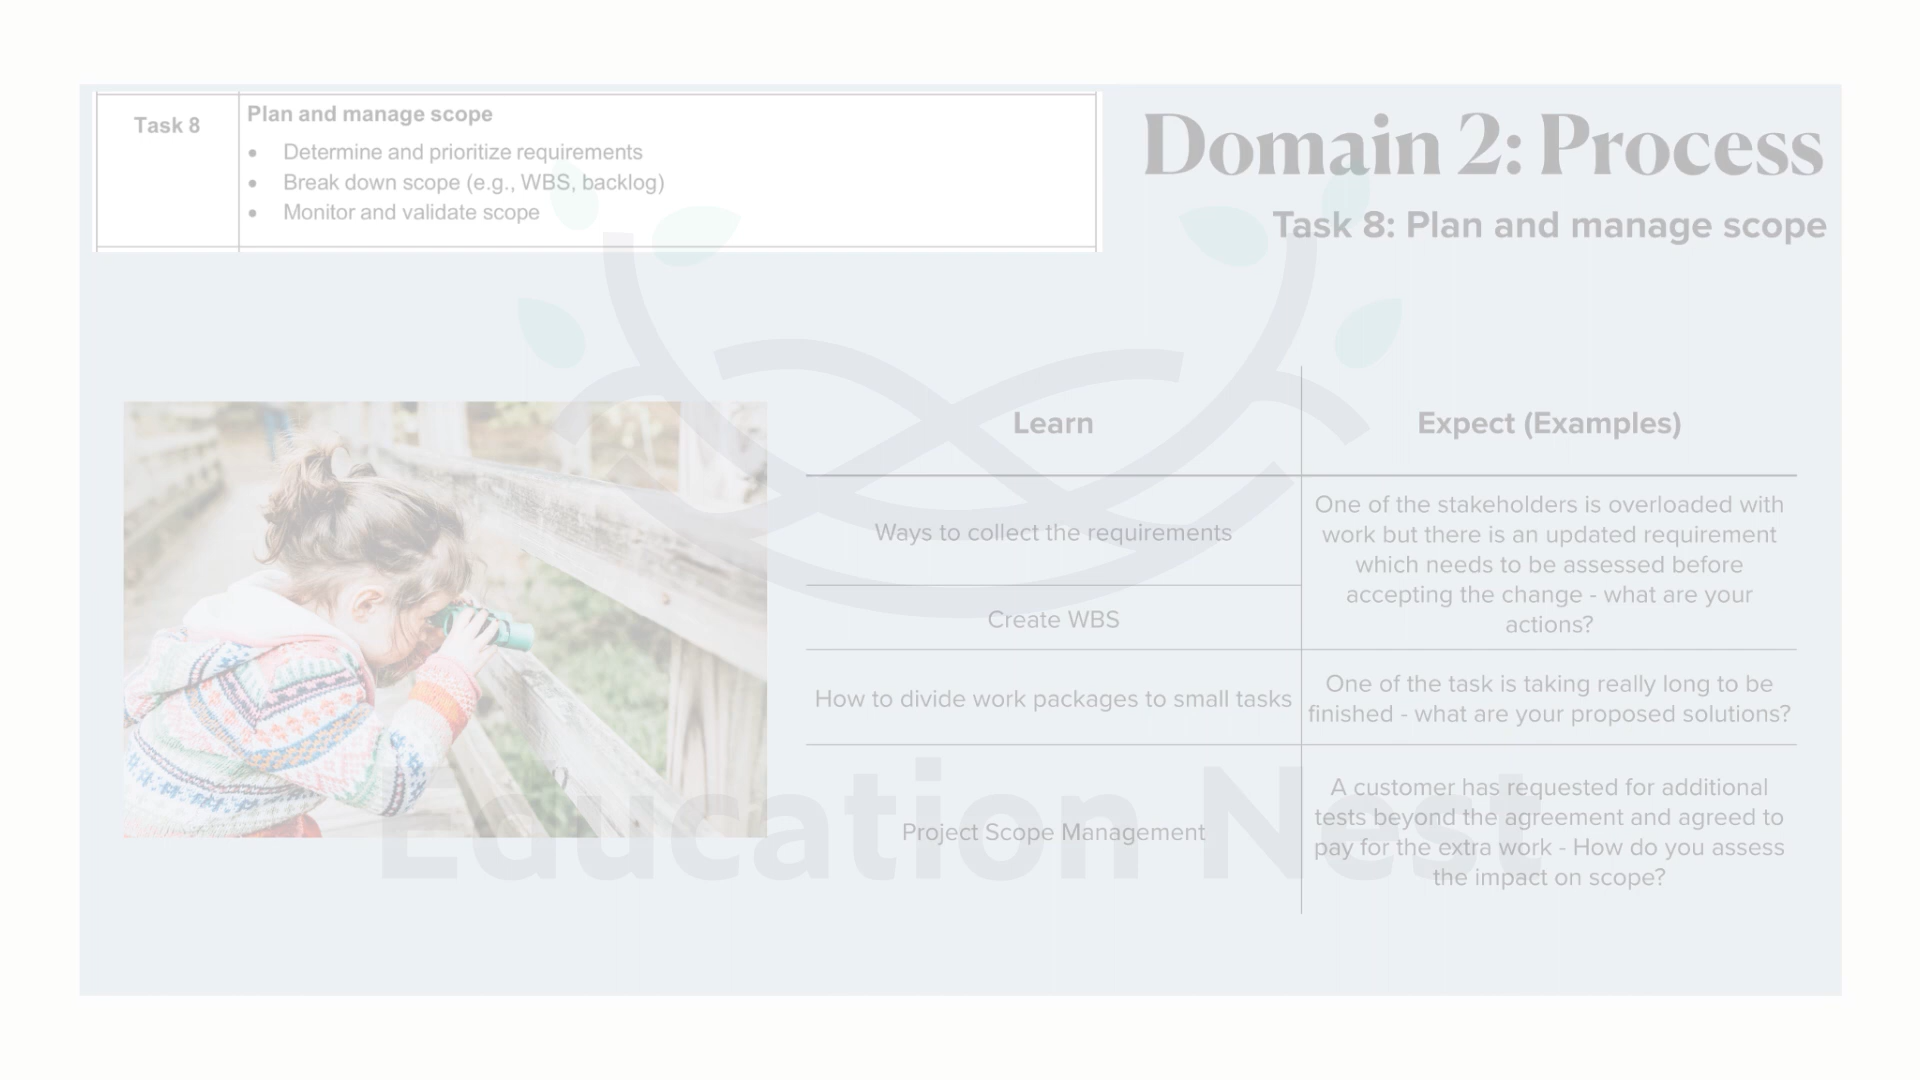 Task 8
Plan and manage scope
• Determine and prioritize requirements
• Break down scope (e.g., WBS, backlog)
• Monitor and validate scope
Domain 2: Process
Task 8: Plan and manage scope
Learn
Expect (Examples)
Ways to collect the requirements
One of the stakeholders is overloaded with
work but there is an updated requirement
which needs to be assessed before
accepting the change - what are your
actions?
Create WBS
How to divide work packages to small tasks
One of the task is taking really long to be
finished - what are your proposed solutions?
Project Scope Management
A customer has requested for additional
tests beyond the agreement and agreed to
pay for the extra work - How do you assess
the impact on scope?
Education Nest